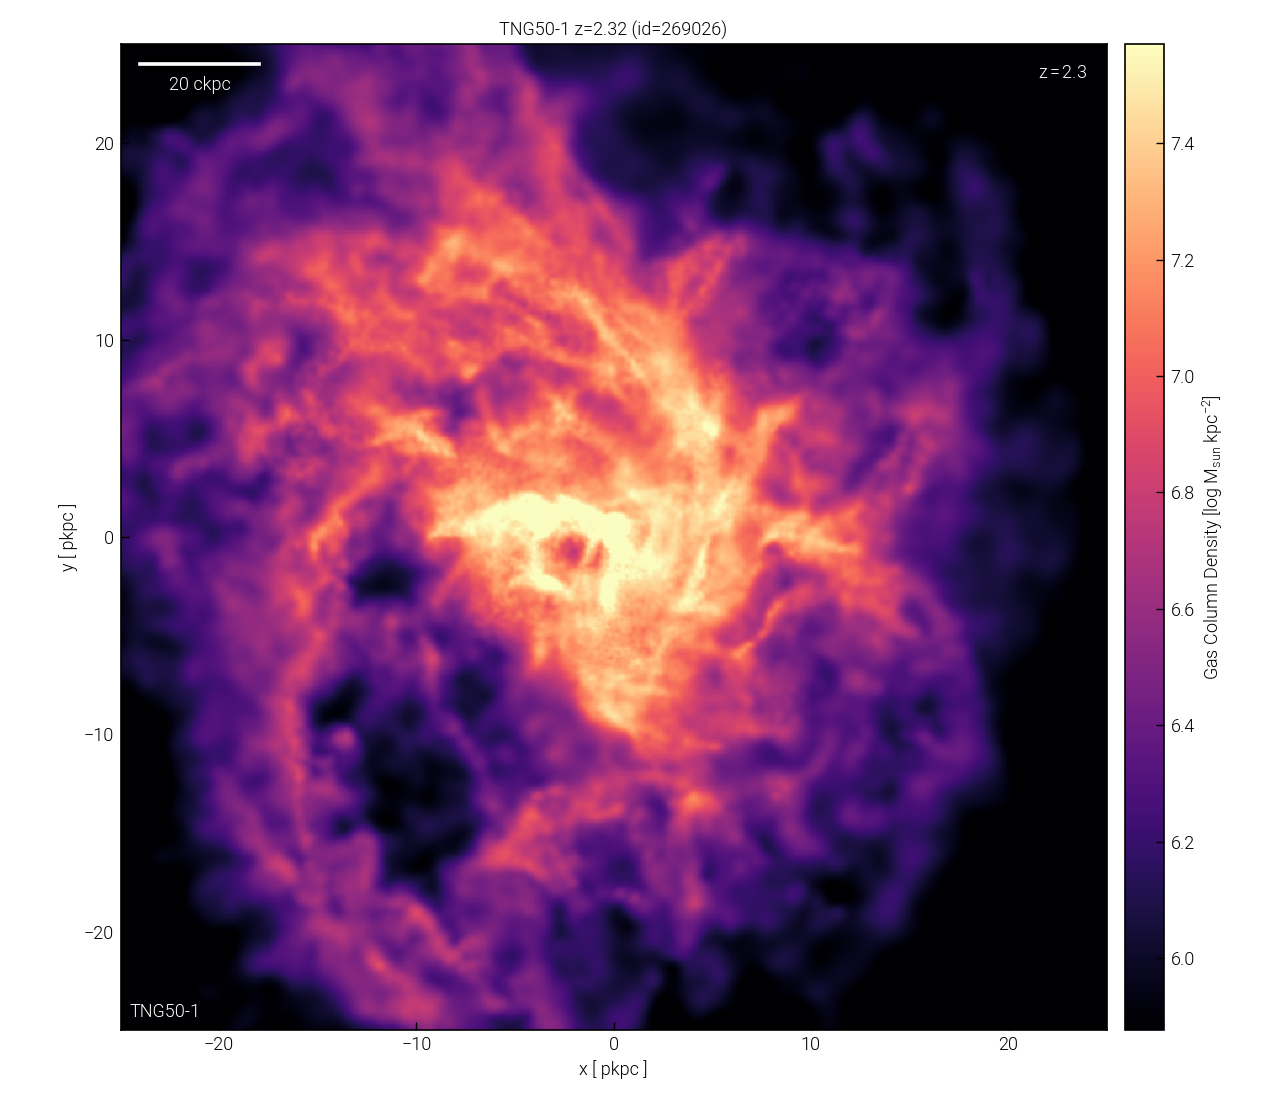 TNG50-1 z=2.32 (id=269026)
20 ckpc
z=2.3
20
10
0
−10
−20
y [ pkpc ]
TNG50-1
−20
−10
0
10
20
x [ pkpc ]
7.4
7.2
7.0
6.8
6.6
6.4
6.2
6.0
Gas Column Density [log M_sun kpc^−2]